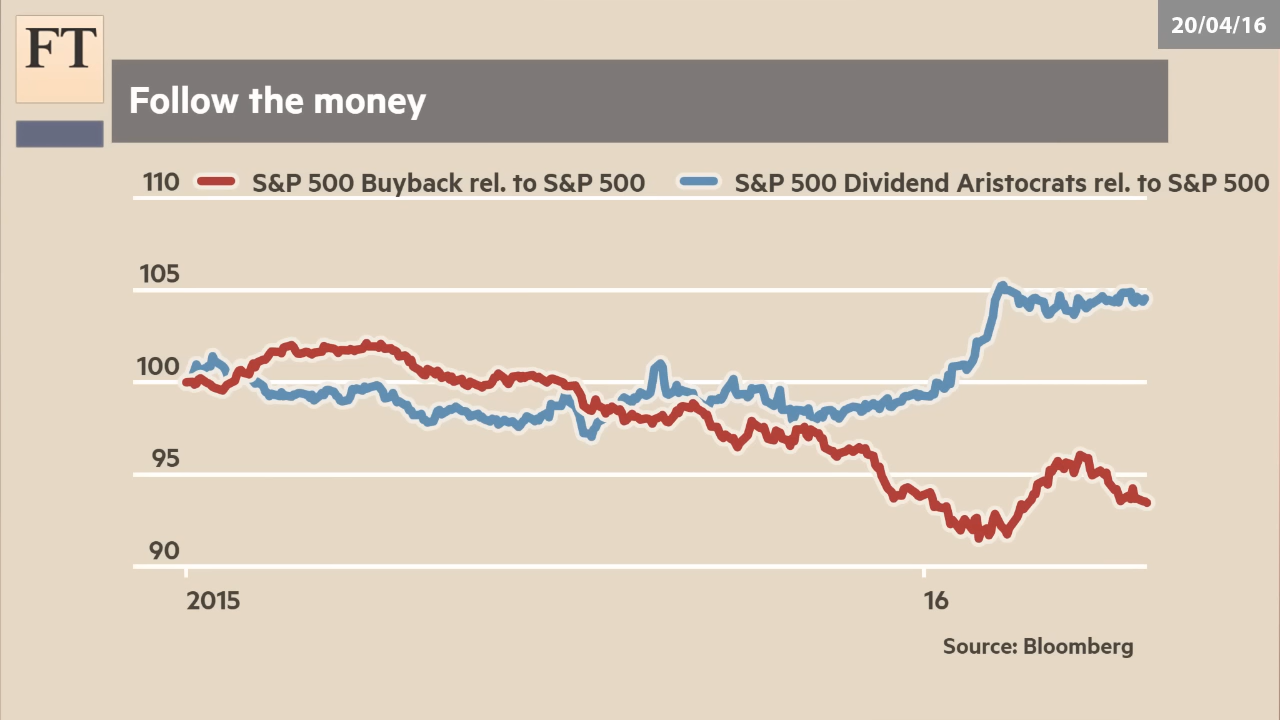 20/04/16
FT
Follow the money
110 S&P 500 Buyback rel. to S&P 500 S&P 500 Dividend Aristocrats rel. to S&P 500
105
100
95
90
2015 16
Source: Bloomberg